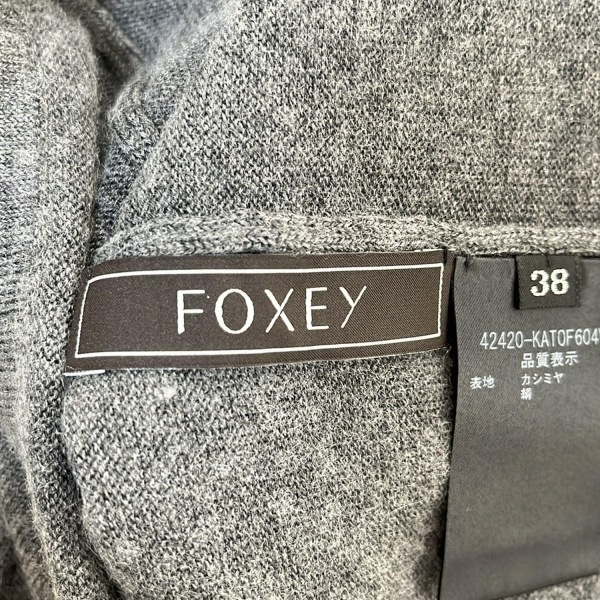 FOXEY
38
42420-KATOF604
品質表示
表地 カシミヤ
絹